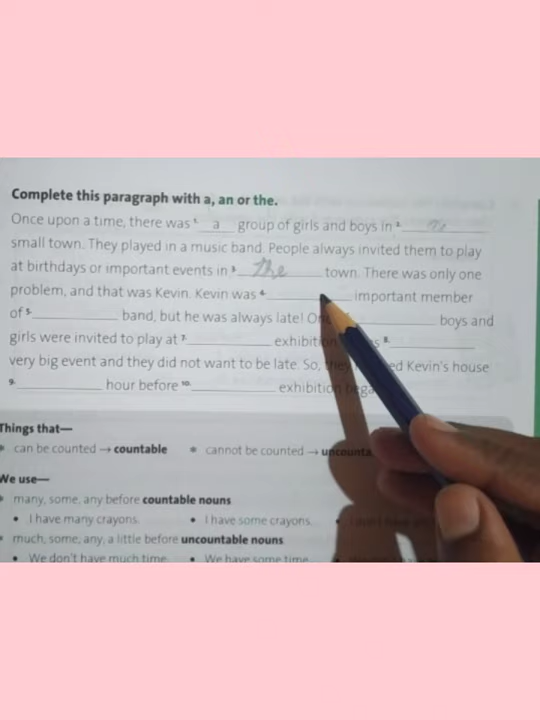 Complete this paragraph with a, an or the.
Once upon a time, there was 1. a group of girls and boys in 2.
small town. They played in a music band. People always invited them to play
at birthdays or important events in 3. the town. There was only one
problem, and that was Kevin. Kevin was 4. important member
of 5. band, but he was always late! boys and
girls were invited to play at 7. exhibition 8.
very big event and they did not want to be late. So, Kevin's house
9. hour before 10. exhibition
Things that—
can be counted → countable * cannot be counted →
We use—
many, some, any before countable nouns
• I have many crayons. • I have some crayons.
much, some, any, a little before uncountable nouns
• We don't have much time. • We have some time.